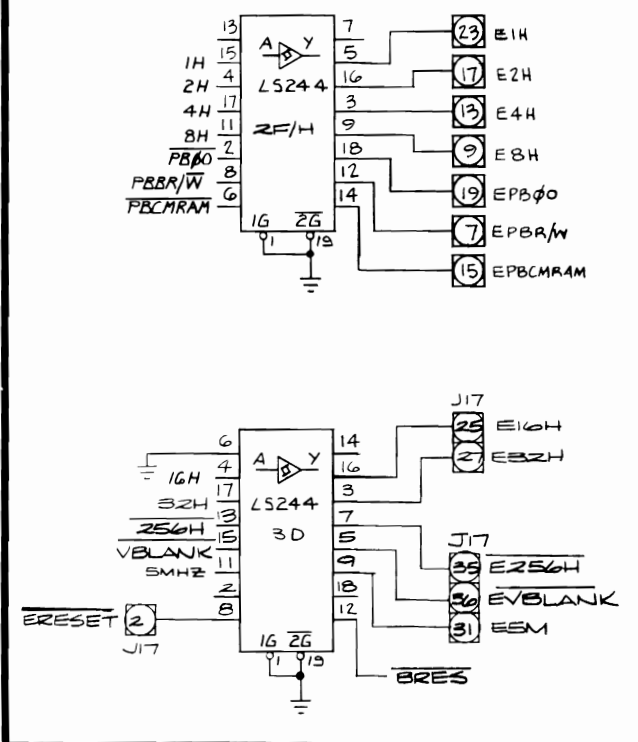 13 7
15 A Y 5 23 E1H
1H
2H 4 LS244 16 17 E2H
4H 17 3 13 E4H
8H 11 2F/H 9 9 E8H
PBφ0 2 18 19 EPBφ0
PBBR/W 8 12 7 EPBR/W
PBCMRAM 6 14 15 EPBCMRAM
1G 2G
1 19
J17
6 14 25 E16H
16H 4 A Y 16 27 E32H
32H 17 LS244 3
256H 13 3D 7 J17
VBLANK 15 5 35 E256H
5MHZ 11 9 36 EVBLANK
2 18 31 E5M
ERESET 2 8 12
J17 1G 2G
1 19 BRES